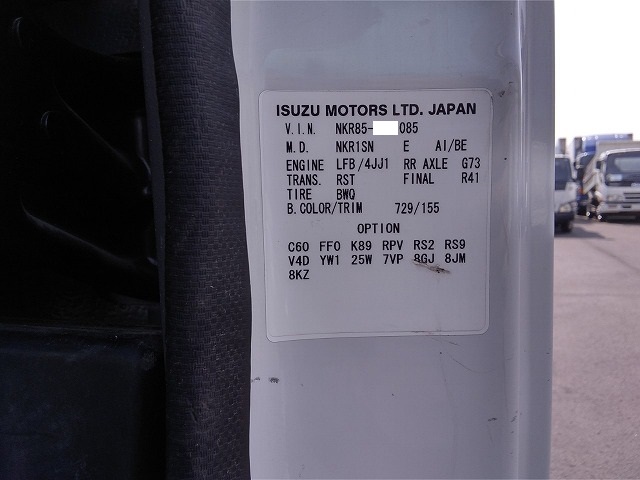 ISUZU MOTORS LTD. JAPAN
V.I.N. NKR85- 085
M.D. NKR1SN E AI/BE
ENGINE LFB/4JJ1 RR AXLE G73
TRANS. RST FINAL R41
TIRE BWQ
B.COLOR/TRIM 729/155
OPTION
C60 FFO K89 RPV RS2 RS9
V4D YW1 25W 7VP 8GJ 8JM
8KZ